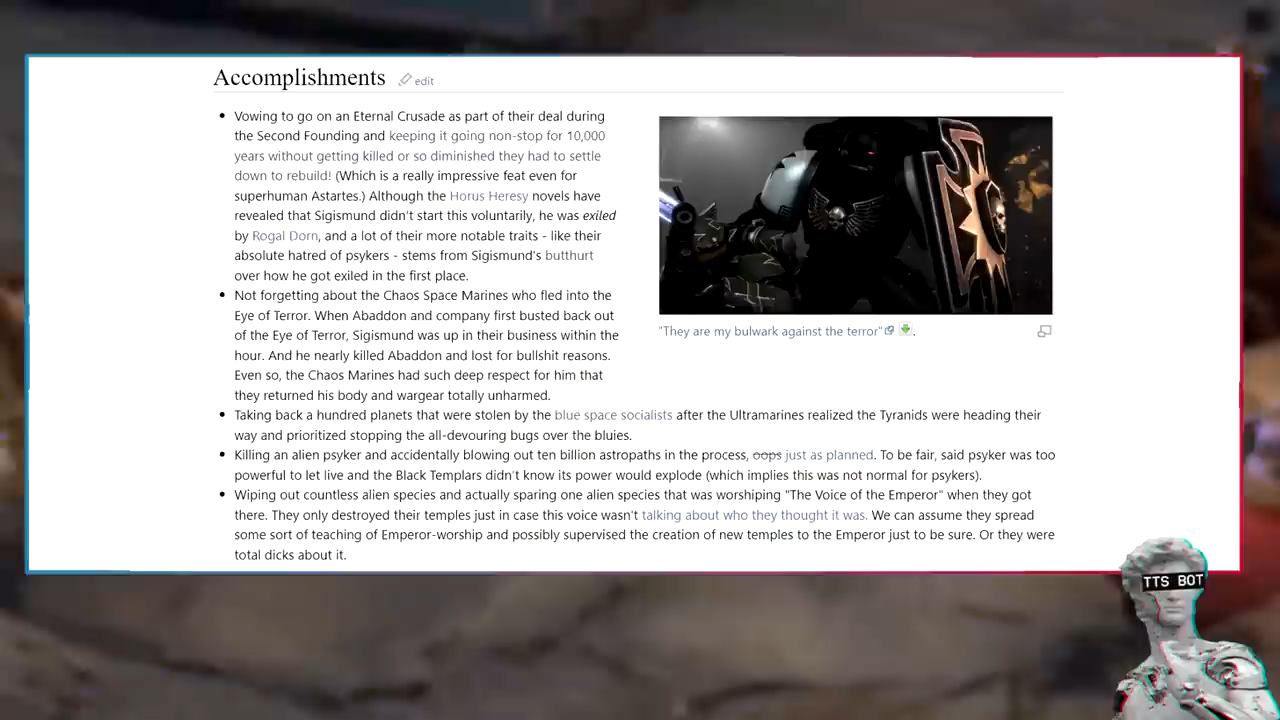 Accomplishments edit
Vowing to go on an Eternal Crusade as part of their deal during
the Second Founding and keeping it going non-stop for 10,000
years without getting killed or so diminished they had to settle
down to rebuild! (Which is a really impressive feat even for
superhuman Astartes.) Although the Horus Heresy novels have
revealed that Sigismund didn't start this voluntarily, he was exiled
by Rogal Dorn, and a lot of their more notable traits - like their
absolute hatred of psykers - stems from Sigismund's butthurt
over how he got exiled in the first place.
Not forgetting about the Chaos Space Marines who fled into the
Eye of Terror. When Abaddon and company first busted back out
of the Eye of Terror, Sigismund was up in their business within the
hour. And he nearly killed Abaddon and lost for bullshit reasons.
Even so, the Chaos Marines had such deep respect for him that
they returned his body and wargear totally unharmed.
"They are my bulwark against the terror".
Taking back a hundred planets that were stolen by the blue space socialists after the Ultramarines realized the Tyranids were heading their
way and prioritized stopping the all-devouring bugs over the bluies.
Killing an alien psyker and accidentally blowing out ten billion astropaths in the process, oops just as planned. To be fair, said psyker was too
powerful to let live and the Black Templars didn't know its power would explode (which implies this was not normal for psykers).
Wiping out countless alien species and actually sparing one alien species that was worshiping "The Voice of the Emperor" when they got
there. They only destroyed their temples just in case this voice wasn't talking about who they thought it was. We can assume they spread
some sort of teaching of Emperor-worship and possibly supervised the creation of new temples to the Emperor just to be sure. Or they were
total dicks about it.
TTS BOT